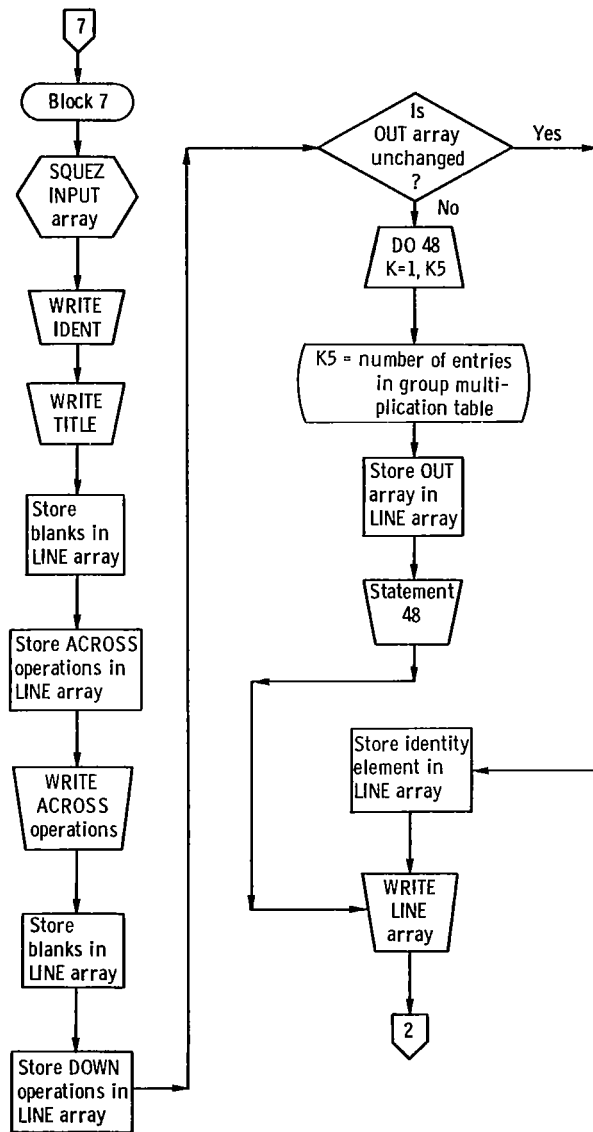 7
Block 7
SQUEZ
INPUT
array
WRITE
IDENT
WRITE
TITLE
Store
blanks in
LINE array
Store ACROSS
operations in
LINE array
WRITE
ACROSS
operations
Store
blanks in
LINE array
Store DOWN
operations in
LINE array
Is
OUT array
unchanged
?
Yes
No
DO 48
K=1, K5
K5 = number of entries
in group multi-
plication table
Store OUT
array in
LINE array
Statement
48
Store identity
element in
LINE array
WRITE
LINE
array
2